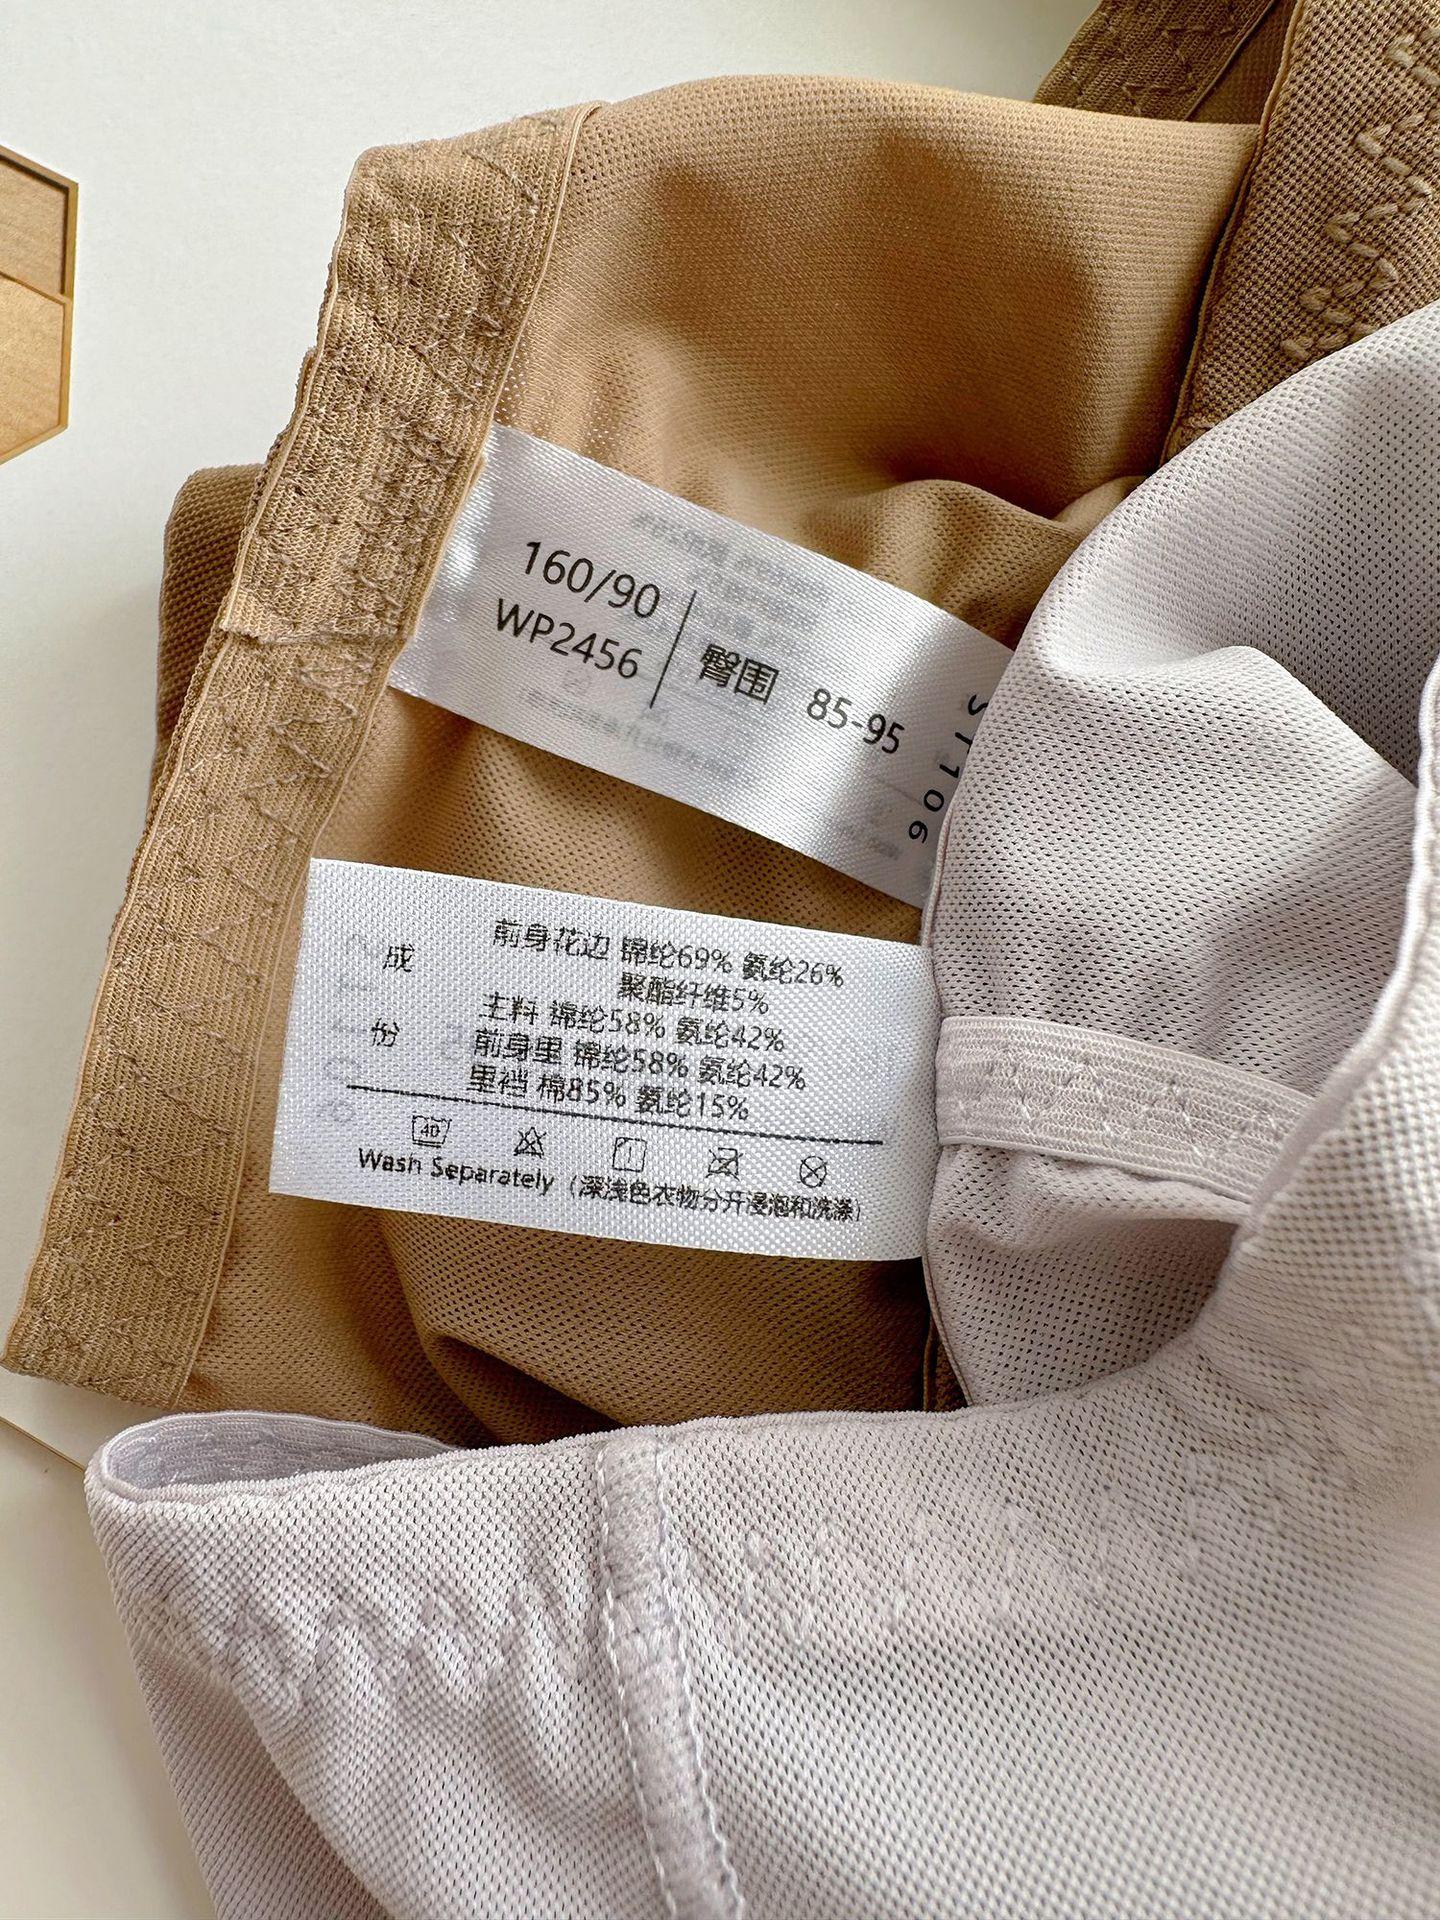 160/90
WP2456
臀围 85-95
ST106
成份
前身花边 锦纶69% 氨纶26%
聚酯纤维5%
主料 锦纶58% 氨纶42%
前身里 锦纶58% 氨纶42%
里裆 棉85% 氨纶15%
40
Wash Separately（深浅色衣物分开浸泡和洗涤）